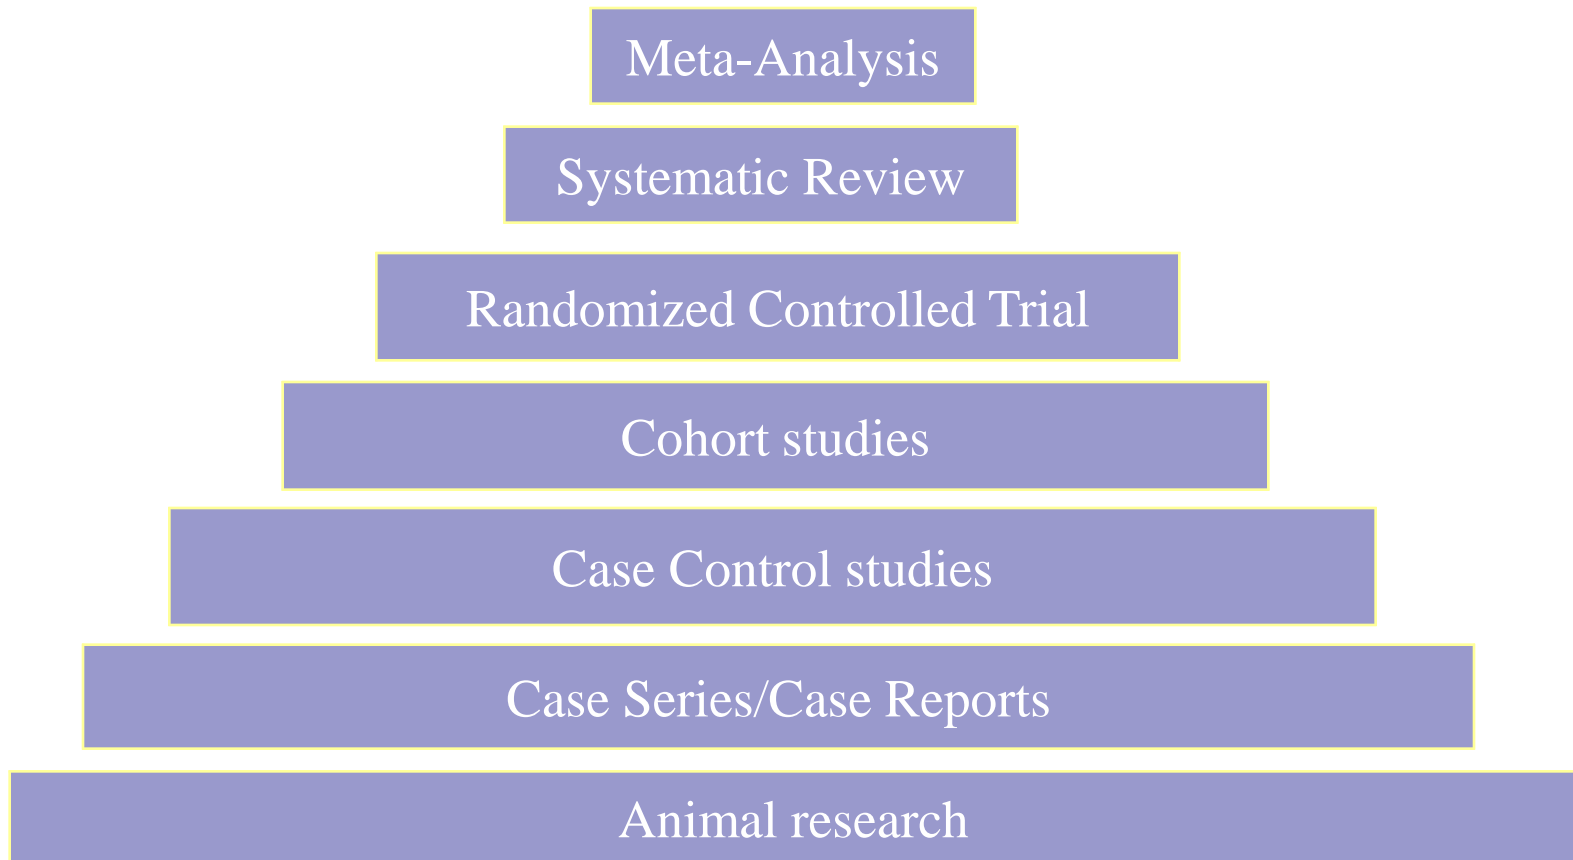 Meta-Analysis
Systematic Review
Randomized Controlled Trial
Cohort studies
Case Control studies
Case Series/Case Reports
Animal research